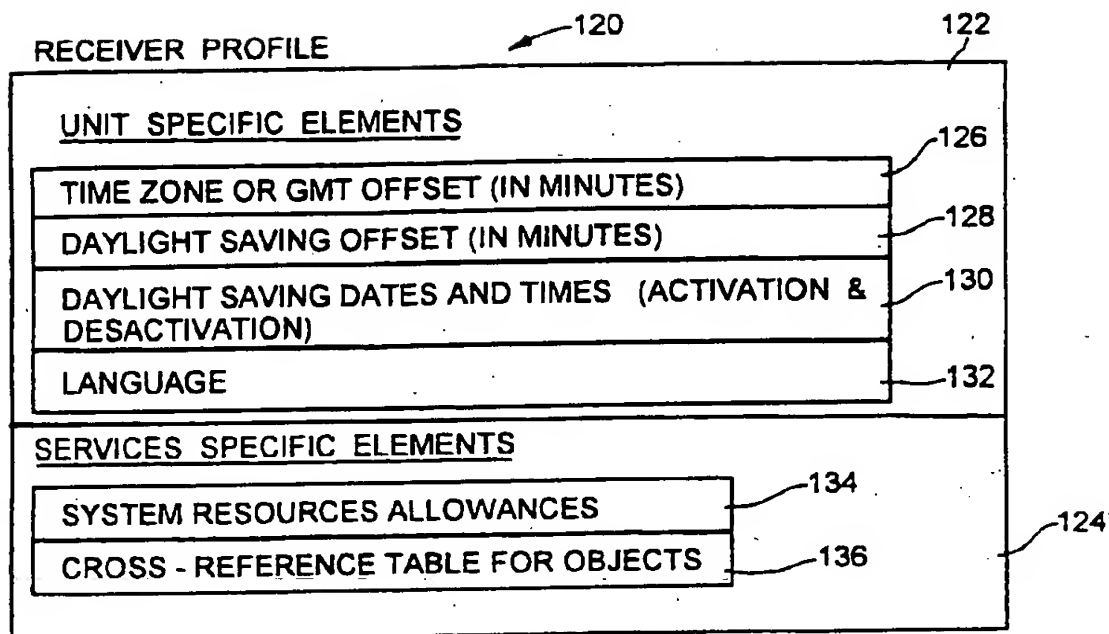 120
122
RECEIVER PROFILE
UNIT SPECIFIC ELEMENTS
126
TIME ZONE OR GMT OFFSET (IN MINUTES)
128
DAYLIGHT SAVING OFFSET (IN MINUTES)
130
DAYLIGHT SAVING DATES AND TIMES (ACTIVATION &
DESACTIVATION)
LANGUAGE
132
SERVICES SPECIFIC ELEMENTS
134
SYSTEM RESOURCES ALLOWANCES
124
CROSS - REFERENCE TABLE FOR OBJECTS
136